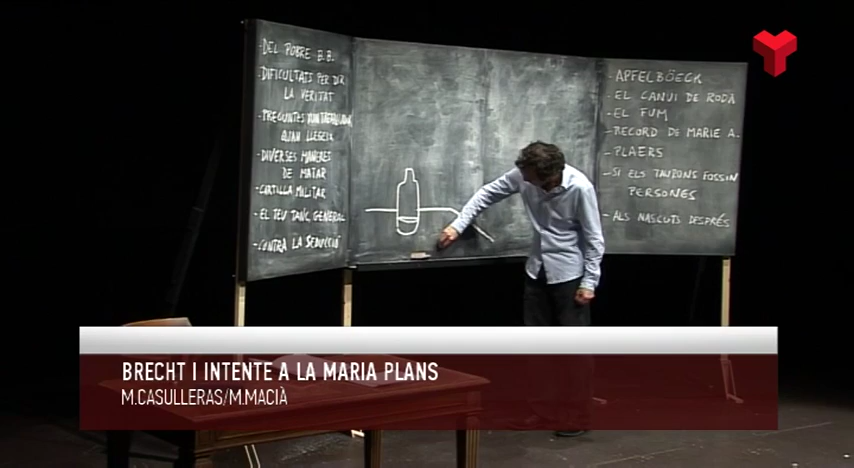 -DEL POBRE B.B.
-DIFICULTATS PER DIR
LA VERITAT
-PREGUNTES D'UN TREBALLADOR
QUAN LLEGEIX
-DIVERSES MANERES
DE MATAR
-CARTILLA MILITAR
-EL TEU TANC, GENERAL
-CONTRA LA SEDUCCIÓ
-APFELBÖECK
-EL CANVI DE RODA
-EL FUM
-RECORD DE MARIE A.
-PLAERS
-SI ELS TAURONS FOSSIN
PERSONES
-ALS NASCUTS DESPRÉS
BRECHT I INTENTE A LA MARIA PLANS
M.CASULLERAS/M.MACIÀ